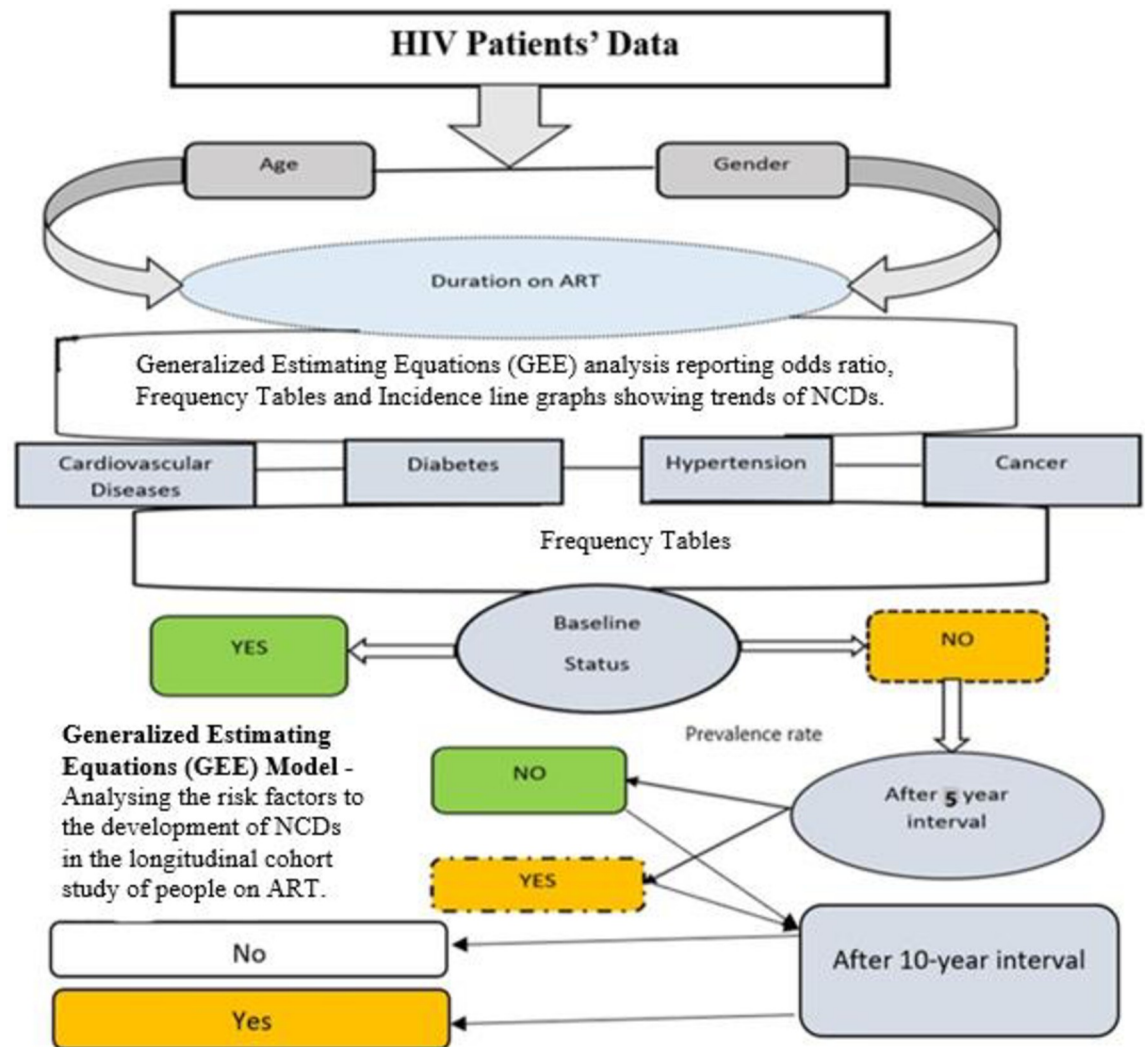 HIV Patients’ Data
Age
Gender
Duration on ART
Generalized Estimating Equations (GEE) analysis reporting odds ratio,
Frequency Tables and Incidence line graphs showing trends of NCDs.
Cardiovascular
Diseases
Diabetes
Hypertension
Cancer
Frequency Tables
Baseline
Status
YES
NO
Generalized Estimating
Equations (GEE) Model -
Analysing the risk factors to
the development of NCDs
in the longitudinal cohort
study of people on ART.
Prevalence rate
NO
After 5 year
interval
YES
After 10-year interval
No
Yes